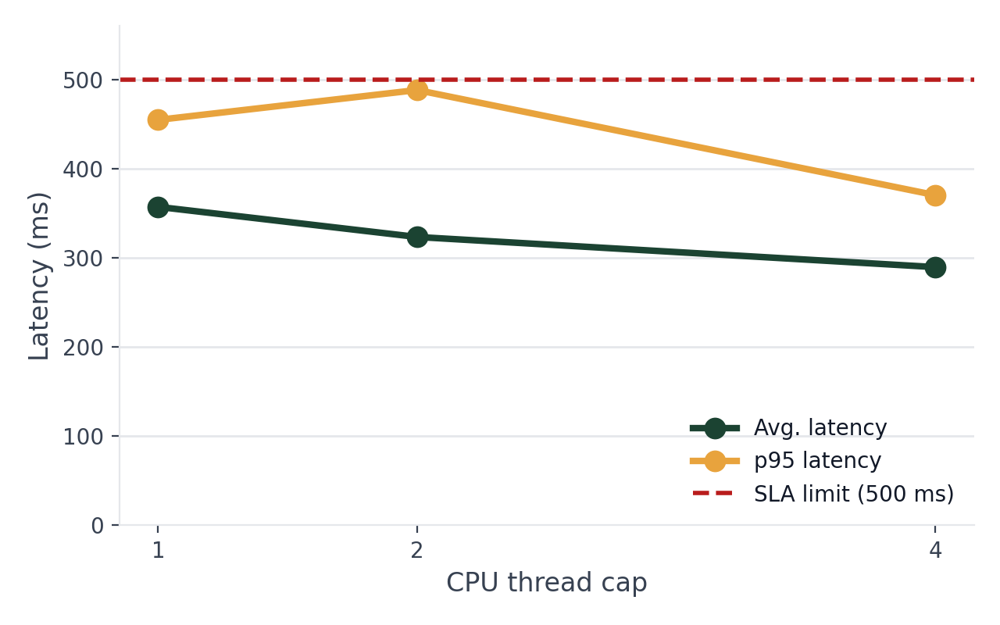 500
400
300
200
100
0
Latency (ms)
Avg. latency
p95 latency
SLA limit (500 ms)
1 2 4
CPU thread cap